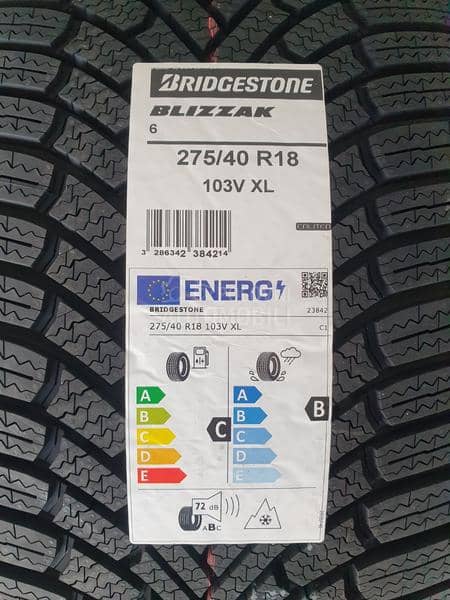 BRIDGESTONE
BLIZZAK
6
275/40 R18
103V XL
3 286342 384214
ENERG
BRIDGESTONE
23842
275/40 R18 103V XL
C1
A
B
C
D
E
C
A
B
C
D
E
B
72 dB
ABC